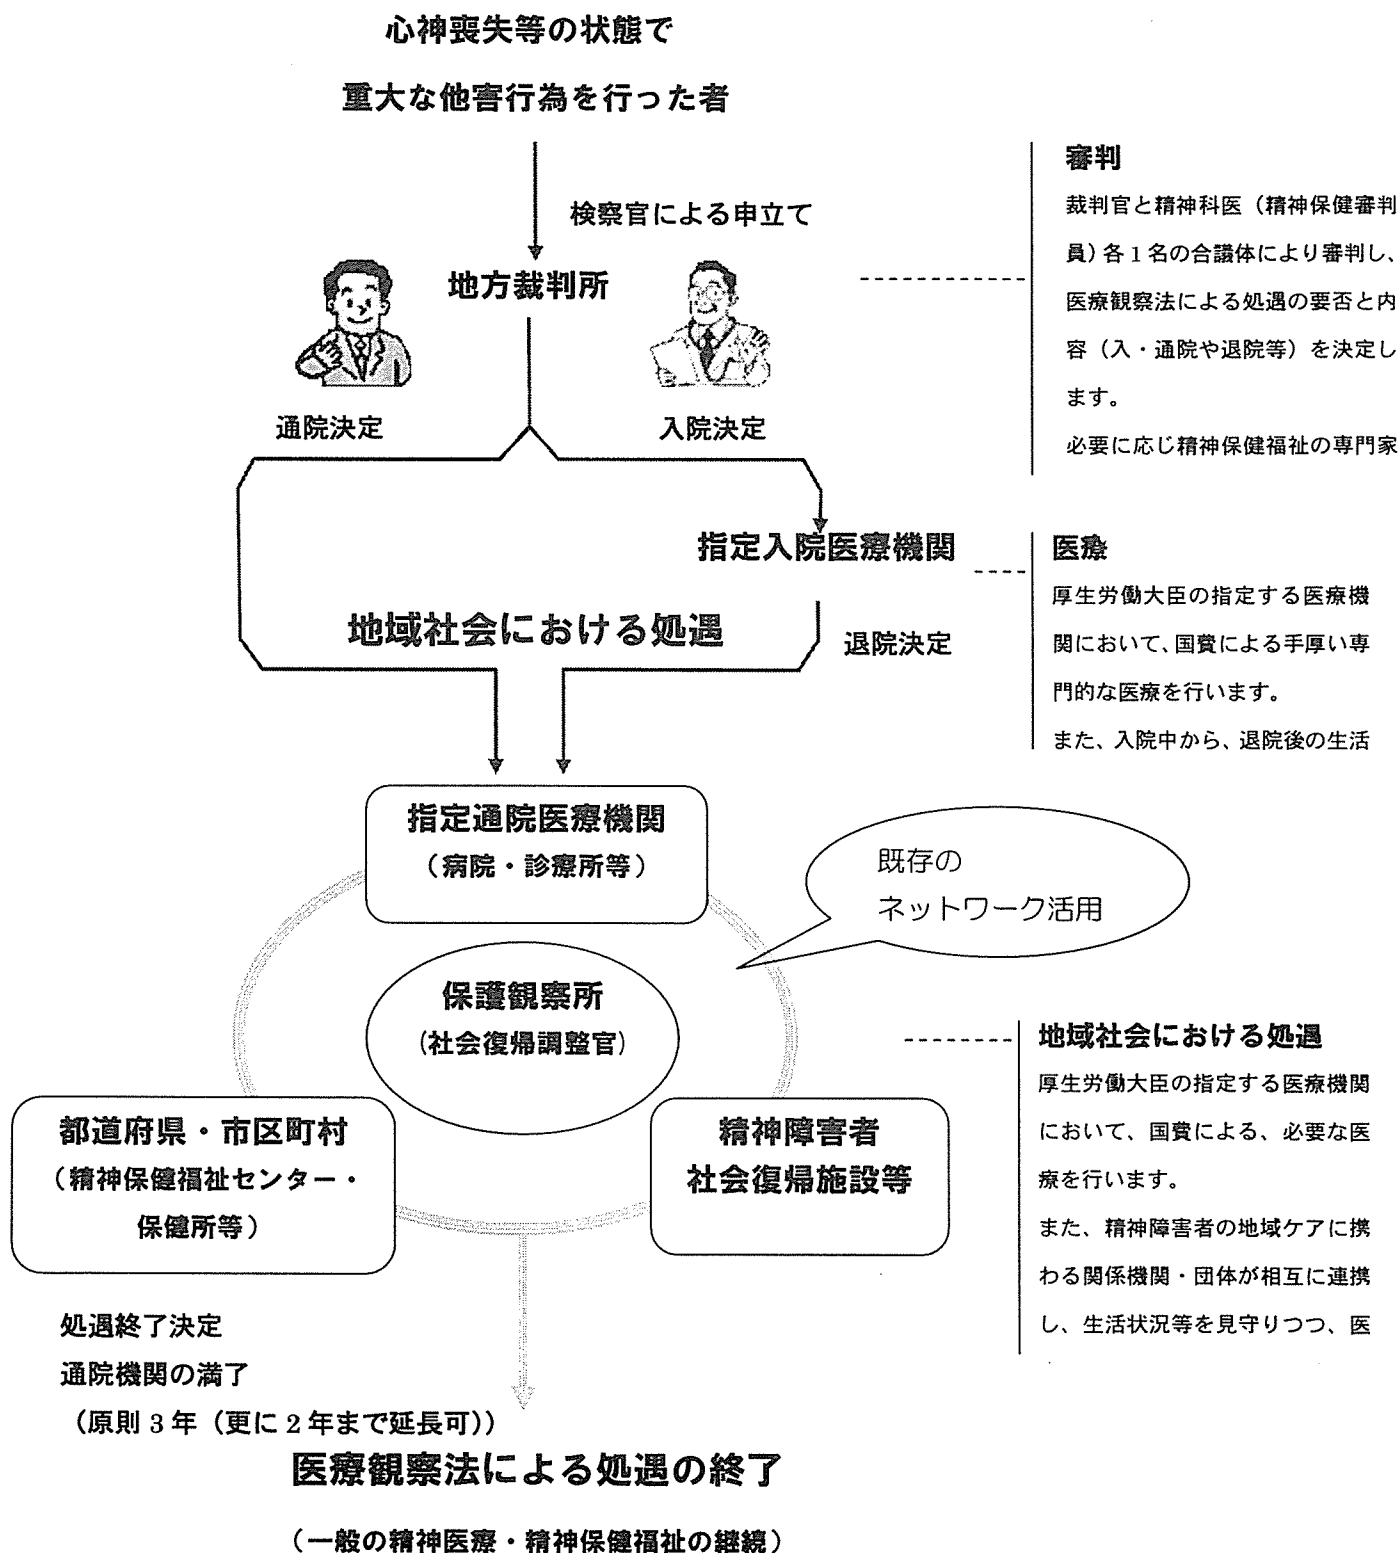 心神喪失等の状態で
重大な他害行為を行った者
検察官による申立て
地方裁判所
通院決定
入院決定
審判
裁判官と精神科医（精神保健審判
員）各1名の合議体により審判し、
医療観察法による処遇の要否と内
容（入・通院や退院等）を決定し
ます。
必要に応じ精神保健福祉の専門家
指定入院医療機関
医療
厚生労働大臣の指定する医療機
関において、国費による手厚い専
門的な医療を行います。
また、入院中から、退院後の生活
地域社会における処遇
退院決定
指定通院医療機関
（病院・診療所等）
既存の
ネットワーク活用
保護観察所
（社会復帰調整官）
都道府県・市区町村
（精神保健福祉センター・
保健所等）
精神障害者
社会復帰施設等
地域社会における処遇
厚生労働大臣の指定する医療機関
において、国費による、必要な医
療を行います。
また、精神障害者の地域ケアに携
わる関係機関・団体が相互に連携
し、生活状況等を見守りつつ、医
処遇終了決定
通院機関の満了
（原則3年（更に2年まで延長可））
医療観察法による処遇の終了
（一般の精神医療・精神保健福祉の継続）